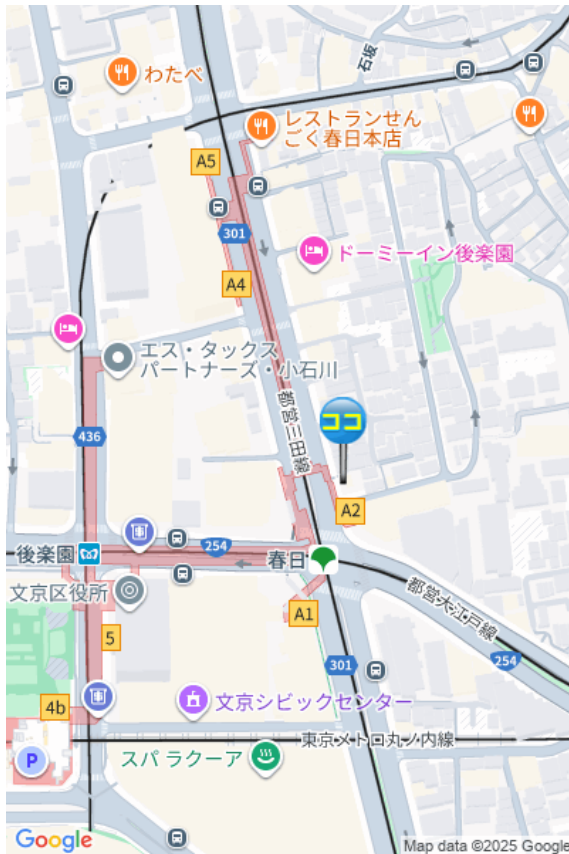 石坂
わたべ
レストランせん
ごく春日本店
A5
301
ドーミーイン後楽園
A4
エス・タックス
パートナーズ・小石川
都営三田線
ココ
436
A2
254
後楽園
春日
文京区役所
都営大江戸線
A1
5
301
254
4b
文京シビックセンター
東京メトロ丸ノ内線
スパ ラクーア
P
Google
Map data ©2025 Google